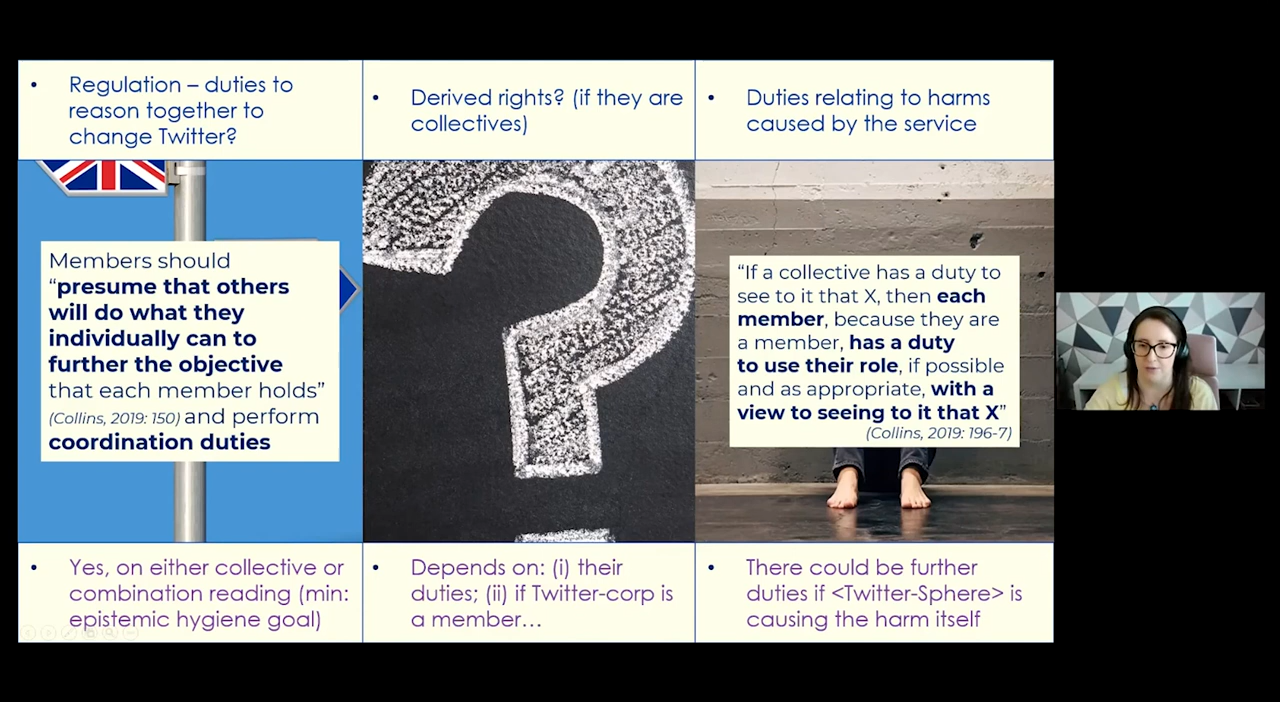 • Regulation – duties to
reason together to
change Twitter?
• Derived rights? (if they are
collectives)
• Duties relating to harms
caused by the service
Members should
“presume that others
will do what they
individually can to
further the objective
that each member holds”
(Collins, 2019: 150) and perform
coordination duties
“If a collective has a duty to
see to it that X, then each
member, because they are
a member, has a duty
to use their role, if possible
and as appropriate, with a
view to seeing to it that X”
(Collins, 2019: 196-7)
• Yes, on either collective or
combination reading (min:
epistemic hygiene goal)
• Depends on: (i) their
duties; (ii) if Twitter-corp is
a member…
• There could be further
duties if <Twitter-Sphere> is
causing the harm itself